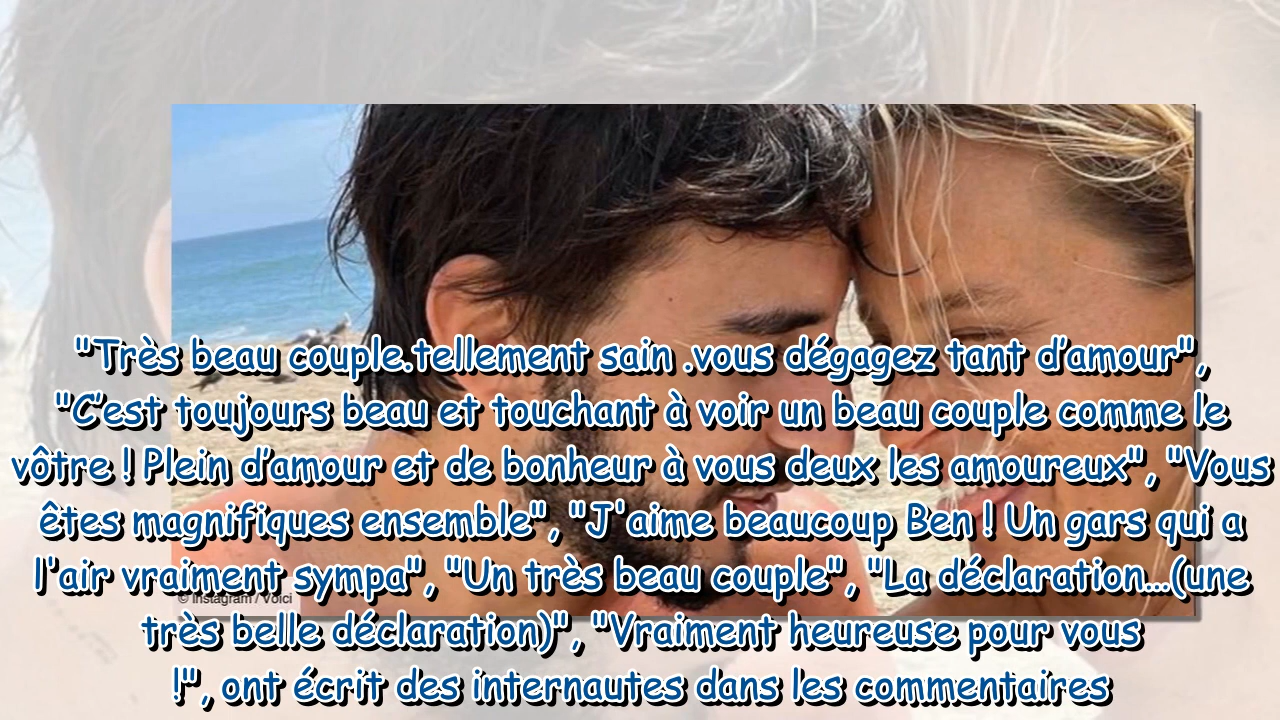 "Très beau couple.tellement sain .vous dégagez tant d’amour",
"C’est toujours beau et touchant à voir un beau couple comme le
vôtre ! Plein d’amour et de bonheur à vous deux les amoureux", "Vous
êtes magnifiques ensemble", "J'aime beaucoup Ben ! Un gars qui a
l'air vraiment sympa", "Un très beau couple", "La déclaration...(une
© Instagram / Voici
très belle déclaration)", "Vraiment heureuse pour vous
!", ont écrit des internautes dans les commentaires